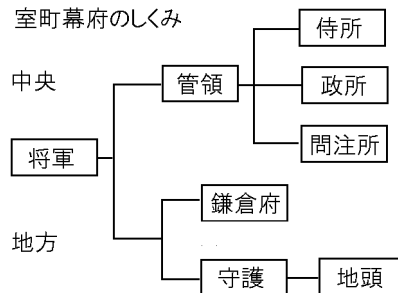 室町幕府のしくみ
侍所
中央
管領
政所
問注所
将軍
鎌倉府
地方
守護
地頭